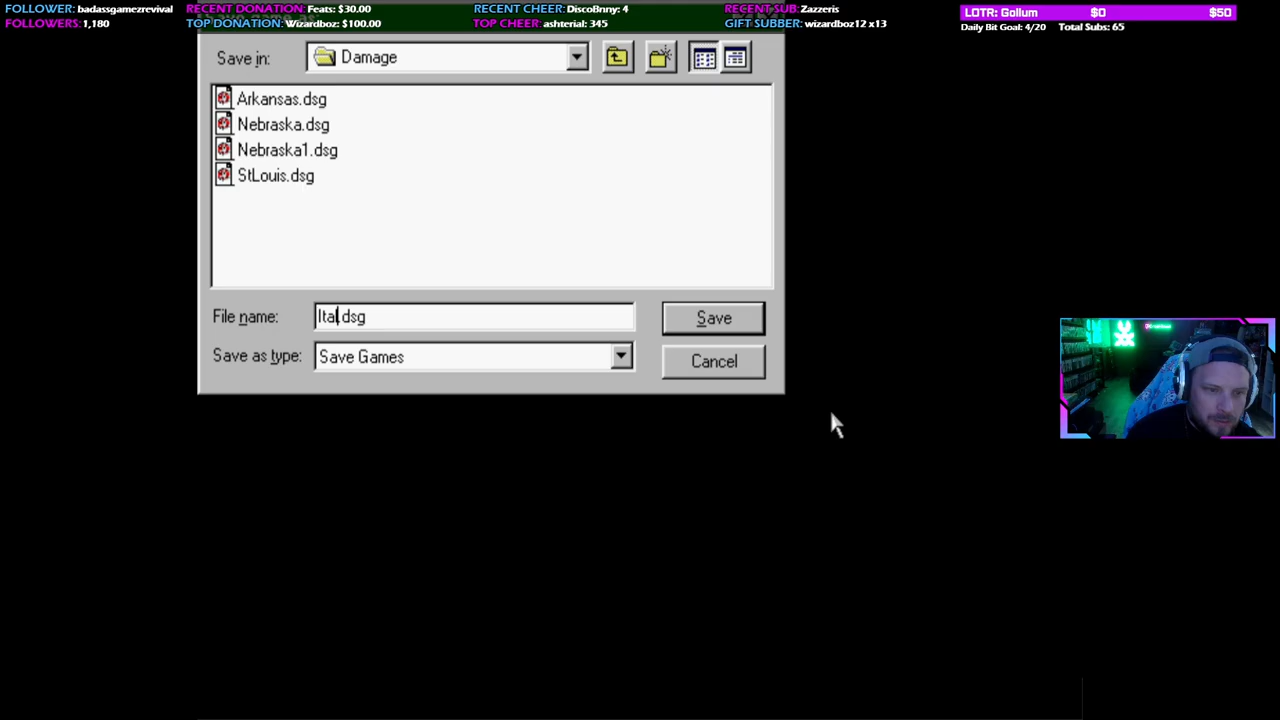 FOLLOWER: badassgamezrevival RECENT DONATION: Feats: $30.00 RECENT CHEER: DiscoBnny: 4 RECENT SUB: Zazzeris LOTR: Gollum $0 $50
FOLLOWERS: 1,180 TOP DONATION: Wizardboz: $100.00 TOP CHEER: ashterial: 345 GIFT SUBBER: wizardboz12 x13 Daily Bit Goal: 4/20 Total Subs: 65
Save in: Damage
Arkansas.dsg
Nebraska.dsg
Nebraska1.dsg
StLouis.dsg
File name: Ital.dsg Save
Save as type: Save Games Cancel